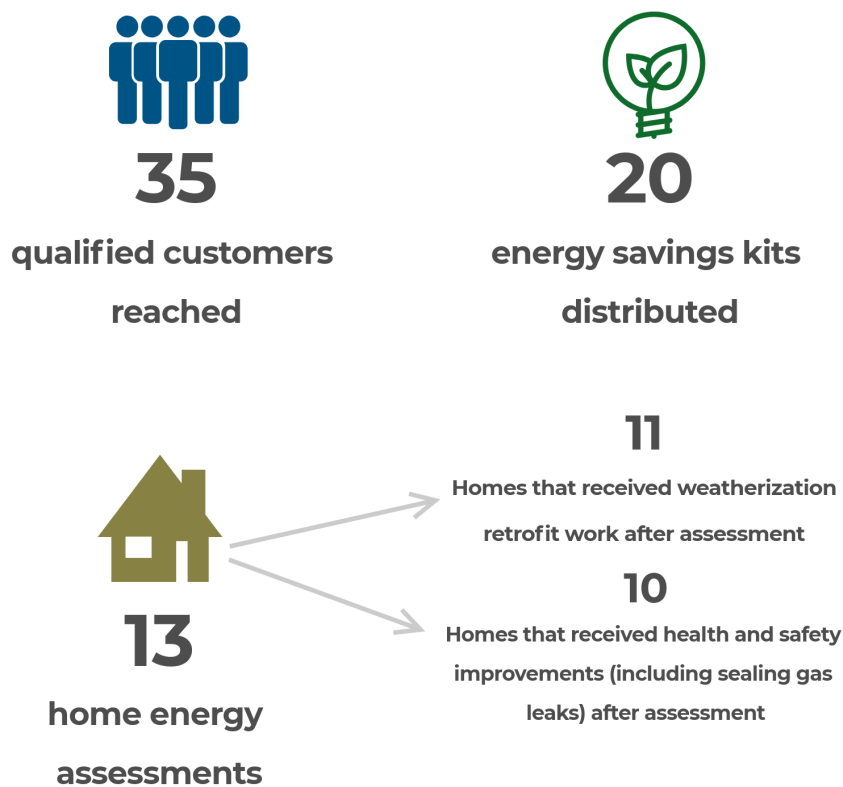 35
qualified customers
reached
20
energy savings kits
distributed
13
home energy
assessments
11
Homes that received weatherization
retrofit work after assessment
10
Homes that received health and safety
improvements (including sealing gas
leaks) after assessment